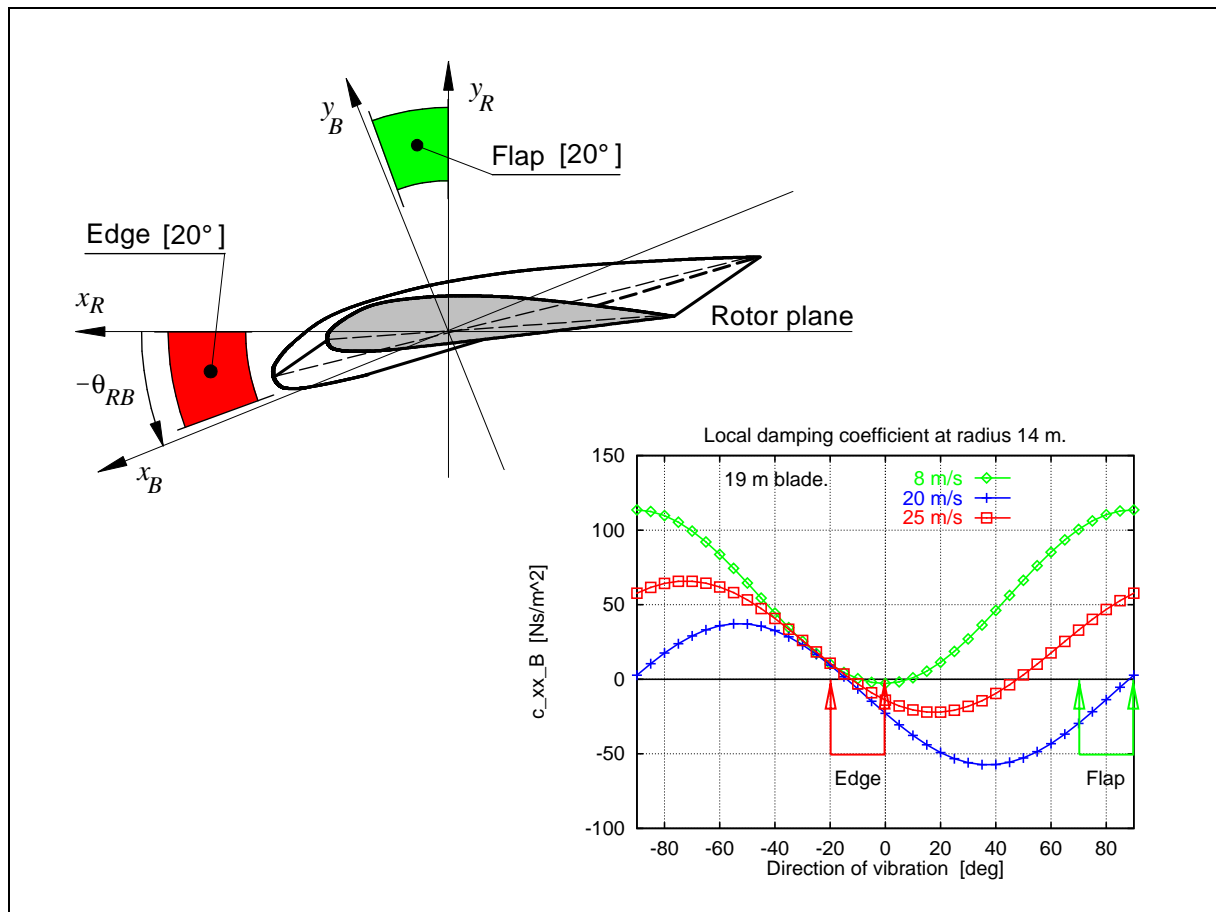 y_B
y_R
Flap [20°]
Edge [20°]
x_R
Rotor plane
−θ_RB
x_B
Local damping coefficient at radius 14 m.
19 m blade.
8 m/s
20 m/s
25 m/s
150
100
50
0
-50
-100
c_xx_B [Ns/m^2]
Edge
Flap
-80 -60 -40 -20 0 20 40 60 80
Direction of vibration [deg]